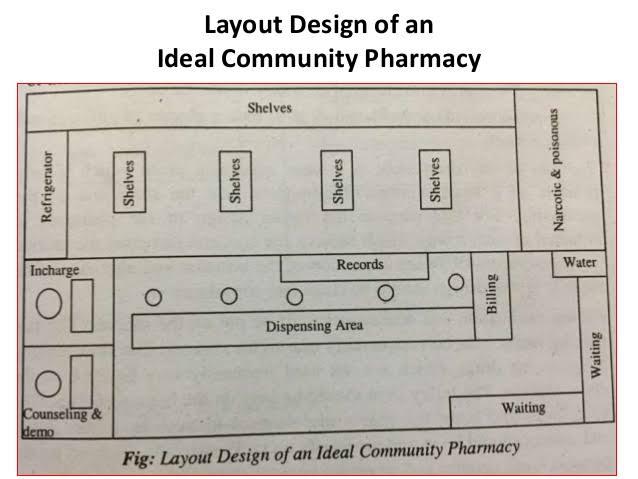 Layout Design of an
Ideal Community Pharmacy
Shelves
Refrigerator
Shelves
Shelves
Shelves
Shelves
Narcotic & poisonous
Incharge
Records
Water
Billing
Dispensing Area
Waiting
Counseling &
demo
Waiting
Fig: Layout Design of an Ideal Community Pharmacy